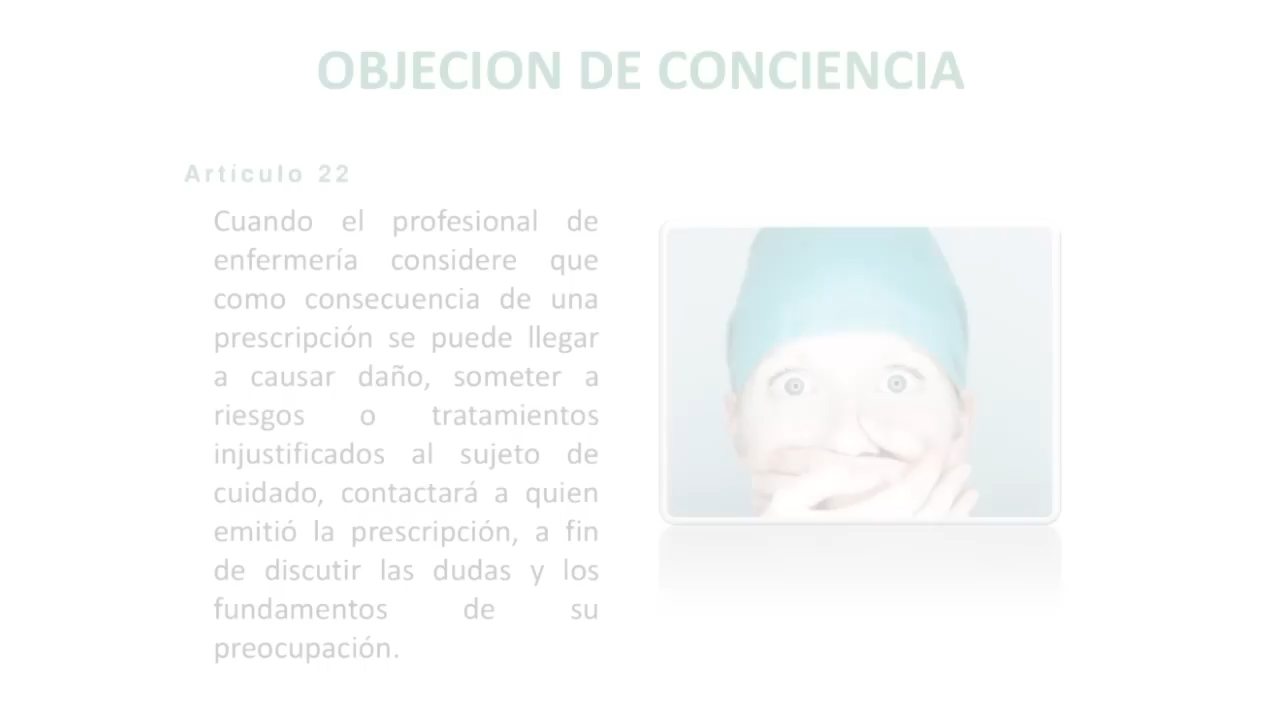 OBJECION DE CONCIENCIA
Artículo 22
Cuando el profesional de
enfermería considere que
como consecuencia de una
prescripción se puede llegar
a causar daño, someter a
riesgos o tratamientos
injustificados al sujeto de
cuidado, contactará a quien
emitió la prescripción, a fin
de discutir las dudas y los
fundamentos de su
preocupación.